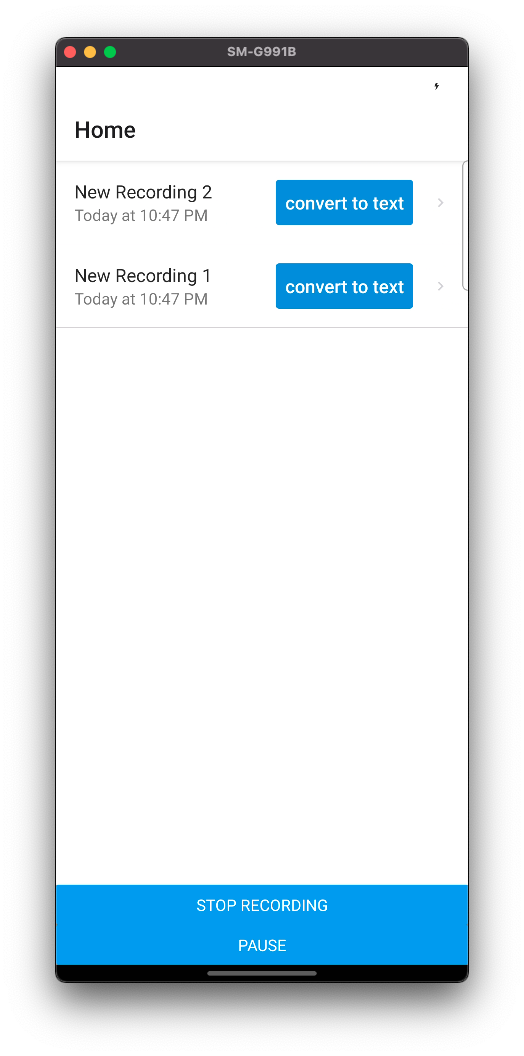 SM-G991B
Home
New Recording 2
Today at 10:47 PM
convert to text
New Recording 1
Today at 10:47 PM
convert to text
STOP RECORDING
PAUSE